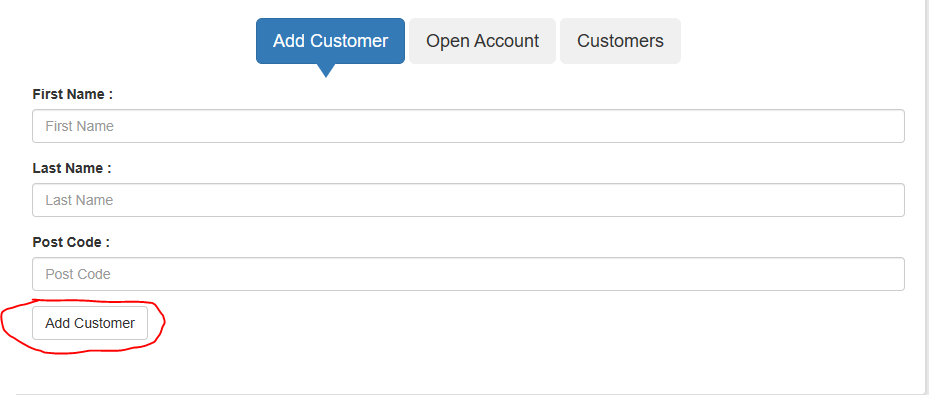 Add Customer Open Account Customers
First Name :
First Name
Last Name :
Last Name
Post Code :
Post Code
Add Customer